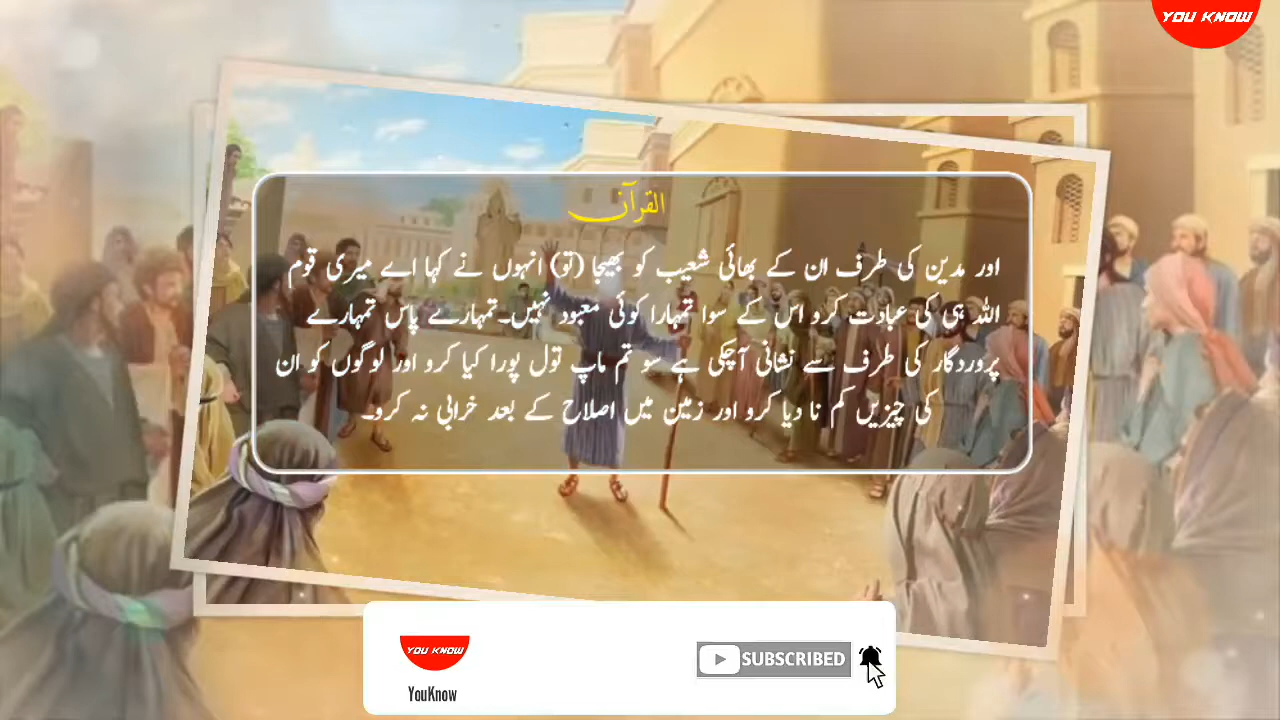 YOU KNOW
القرآن
اور مدین کی طرف ان کے بھائی شعیب کو بھیجا (تو) انہوں نے کہا اے میری قوم
اللہ ہی کی عبادت کرو اس کے سوا تمہارا کوئی معبود نہیں۔تمہارے پاس تمہارے
پروردگار کی طرف سے نشانی آچکی ہے سو تم ماپ تول پورا کیا کرو اور لوگوں کو ان
کی چیزیں کم نا دیا کرو اور زمین میں اصلاح کے بعد خرابی نہ کرو۔
YOU KNOW
SUBSCRIBED
YouKnow